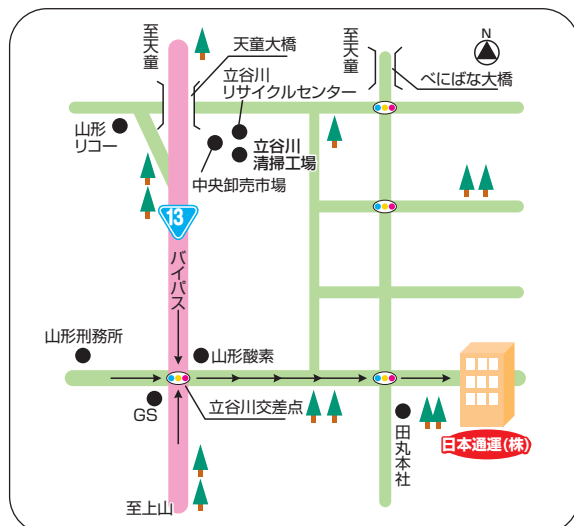 至天童
天童大橋
至天童
N
べにばな大橋
立谷川
リサイクルセンター
山形
リコー
立谷川
清掃工場
中央卸売市場
13
バイパス
山形刑務所
山形酸素
GS
立谷川交差点
田丸本社
日本通運(株)
至上山